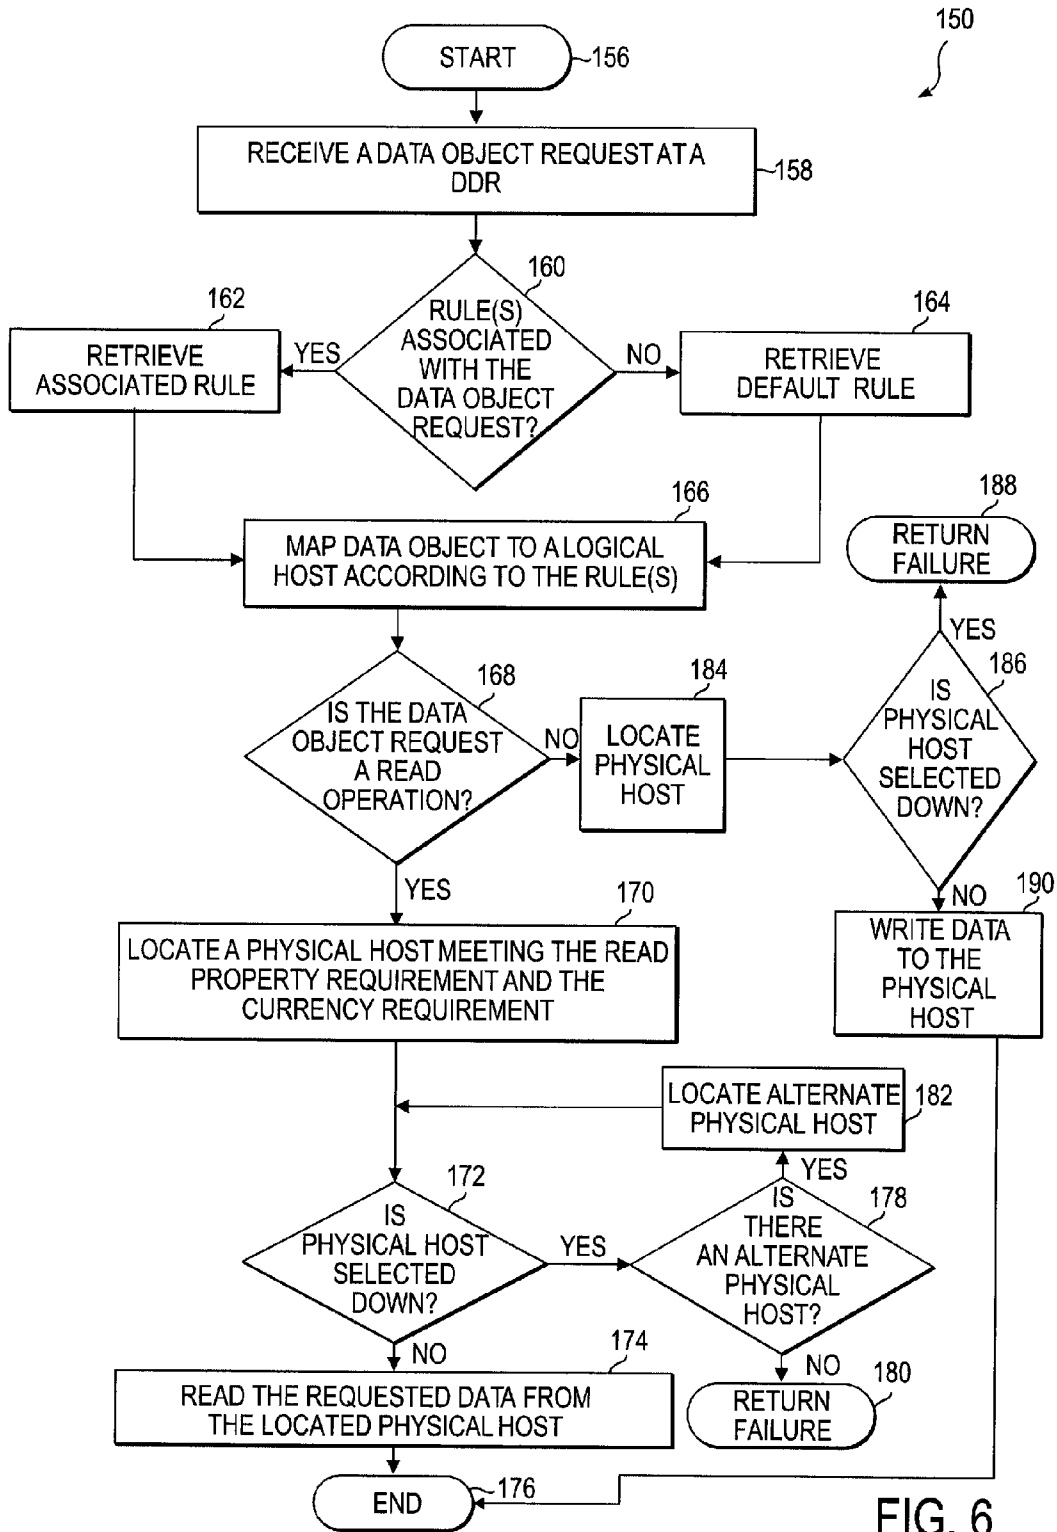 150
START
156
RECEIVE A DATA OBJECT REQUEST AT A
DDR
158
160
RULE(S)
ASSOCIATED
WITH THE
DATA OBJECT
REQUEST?
162
YES
RETRIEVE
ASSOCIATED RULE
164
NO
RETRIEVE
DEFAULT RULE
166
MAP DATA OBJECT TO A LOGICAL
HOST ACCORDING TO THE RULE(S)
188
RETURN
FAILURE
YES
168
IS THE DATA
OBJECT REQUEST
A READ
OPERATION?
NO
184
LOCATE
PHYSICAL
HOST
186
IS
PHYSICAL
HOST
SELECTED
DOWN?
YES
NO
190
WRITE DATA
TO THE
PHYSICAL
HOST
170
LOCATE A PHYSICAL HOST MEETING THE READ
PROPERTY REQUIREMENT AND THE
CURRENCY REQUIREMENT
LOCATE ALTERNATE
PHYSICAL HOST
182
YES
172
IS
PHYSICAL HOST
SELECTED
DOWN?
YES
178
IS
THERE
AN ALTERNATE
PHYSICAL
HOST?
NO
NO
174
READ THE REQUESTED DATA FROM
THE LOCATED PHYSICAL HOST
180
RETURN
FAILURE
END
176
FIG. 6